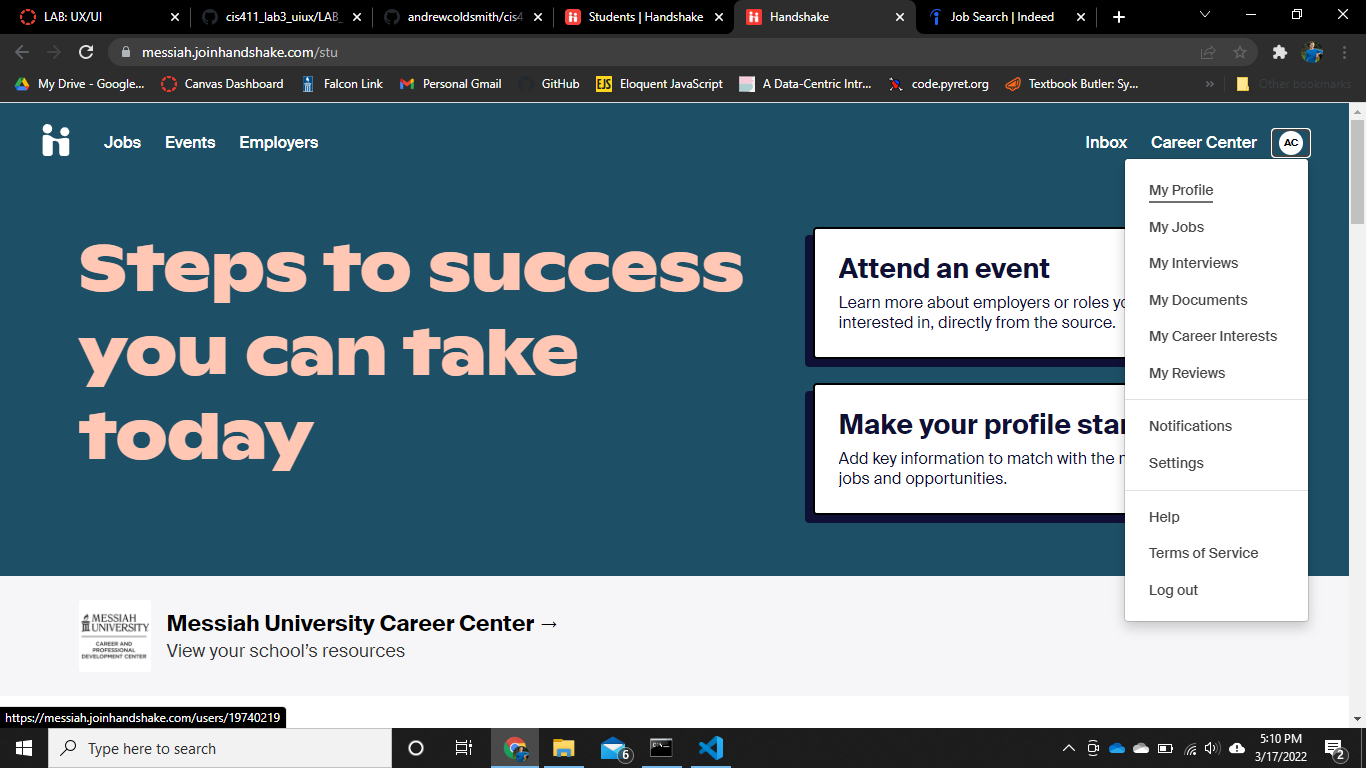 LAB: UX/UI
cis411_lab3_uiux/LAB_
andrewcoldsmith/cis4
Students | Handshake
Handshake
Job Search | Indeed
messiah.joinhandshake.com/stu
My Drive - Google...
Canvas Dashboard
Falcon Link
Personal Gmail
GitHub
EJS
Eloquent JavaScript
A Data-Centric Intr...
code.pyret.org
Textbook Butler: Sy...
»
Other bookmarks
Jobs
Events
Employers
Inbox
Career Center
AC
My Profile
My Jobs
My Interviews
My Documents
My Career Interests
My Reviews
Notifications
Settings
Help
Terms of Service
Log out
Steps to success
you can take
today
Attend an event
Learn more about employers or roles yo
interested in, directly from the source.
Make your profile star
Add key information to match with the m
jobs and opportunities.
MESSIAH
UNIVERSITY
CAREER AND
PROFESSIONAL
DEVELOPMENT CENTER
Messiah University Career Center →
View your school's resources
https://messiah.joinhandshake.com/users/19740219
Type here to search
6
5:10 PM
3/17/2022
2